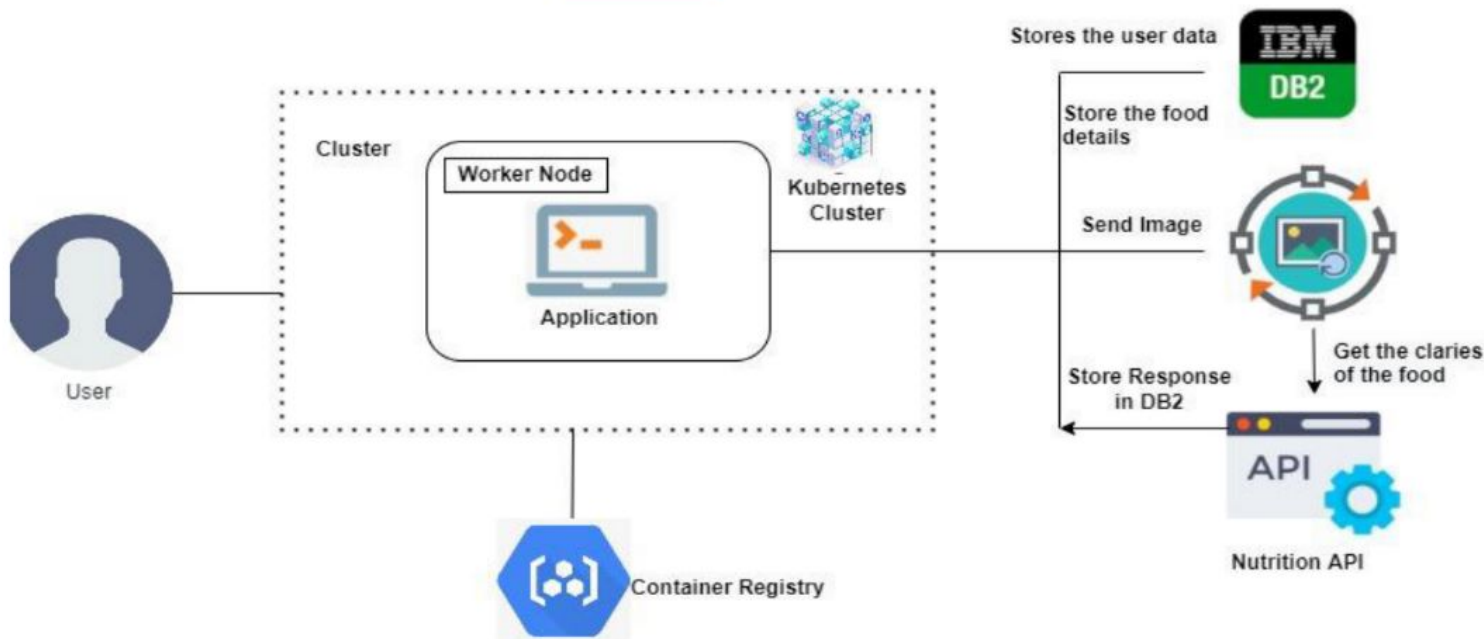 Stores the user data
IBM
DB2
Store the food
details
Cluster
Worker Node
Kubernetes
Cluster
Send Image
Application
User
Get the claries
of the food
Store Response
in DB2
API
Nutrition API
Container Registry